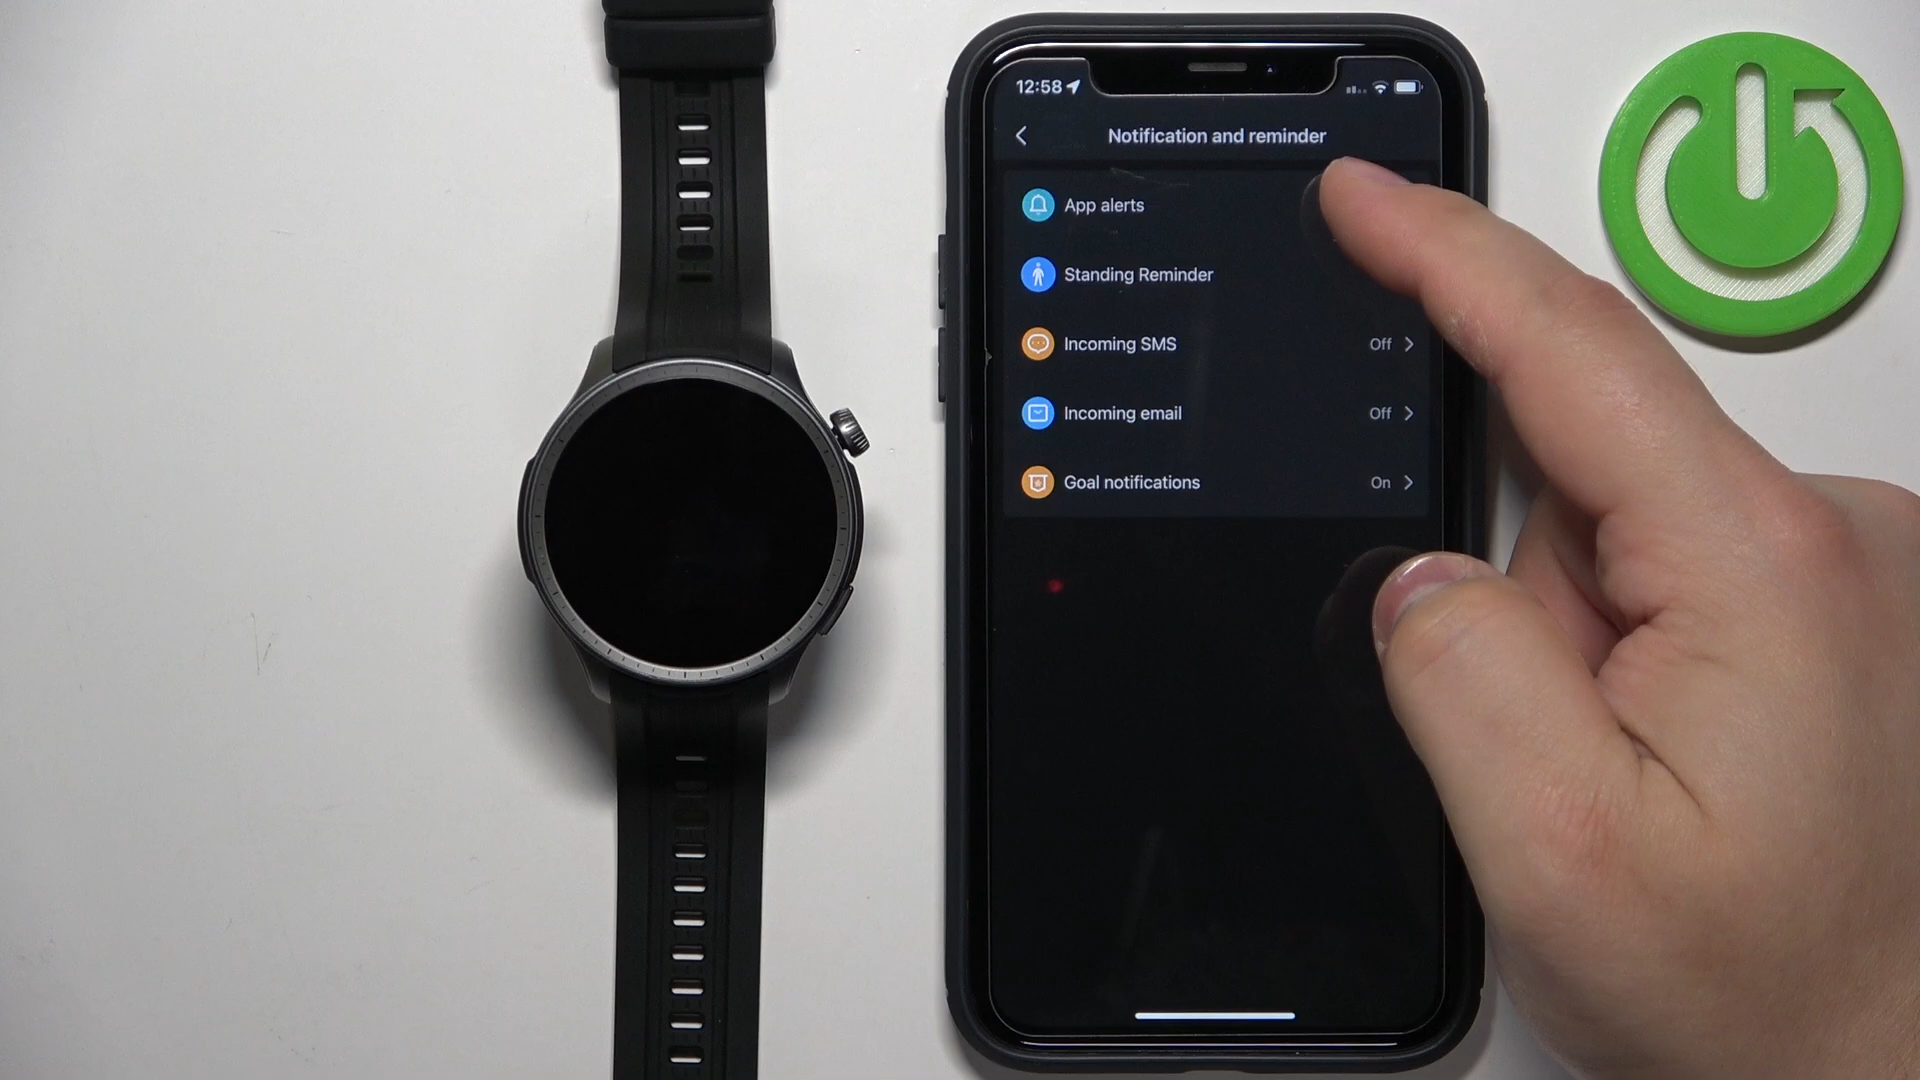 12:58
Notification and reminder
App alerts
Standing Reminder
Incoming SMS Off
Incoming email Off
Goal notifications On